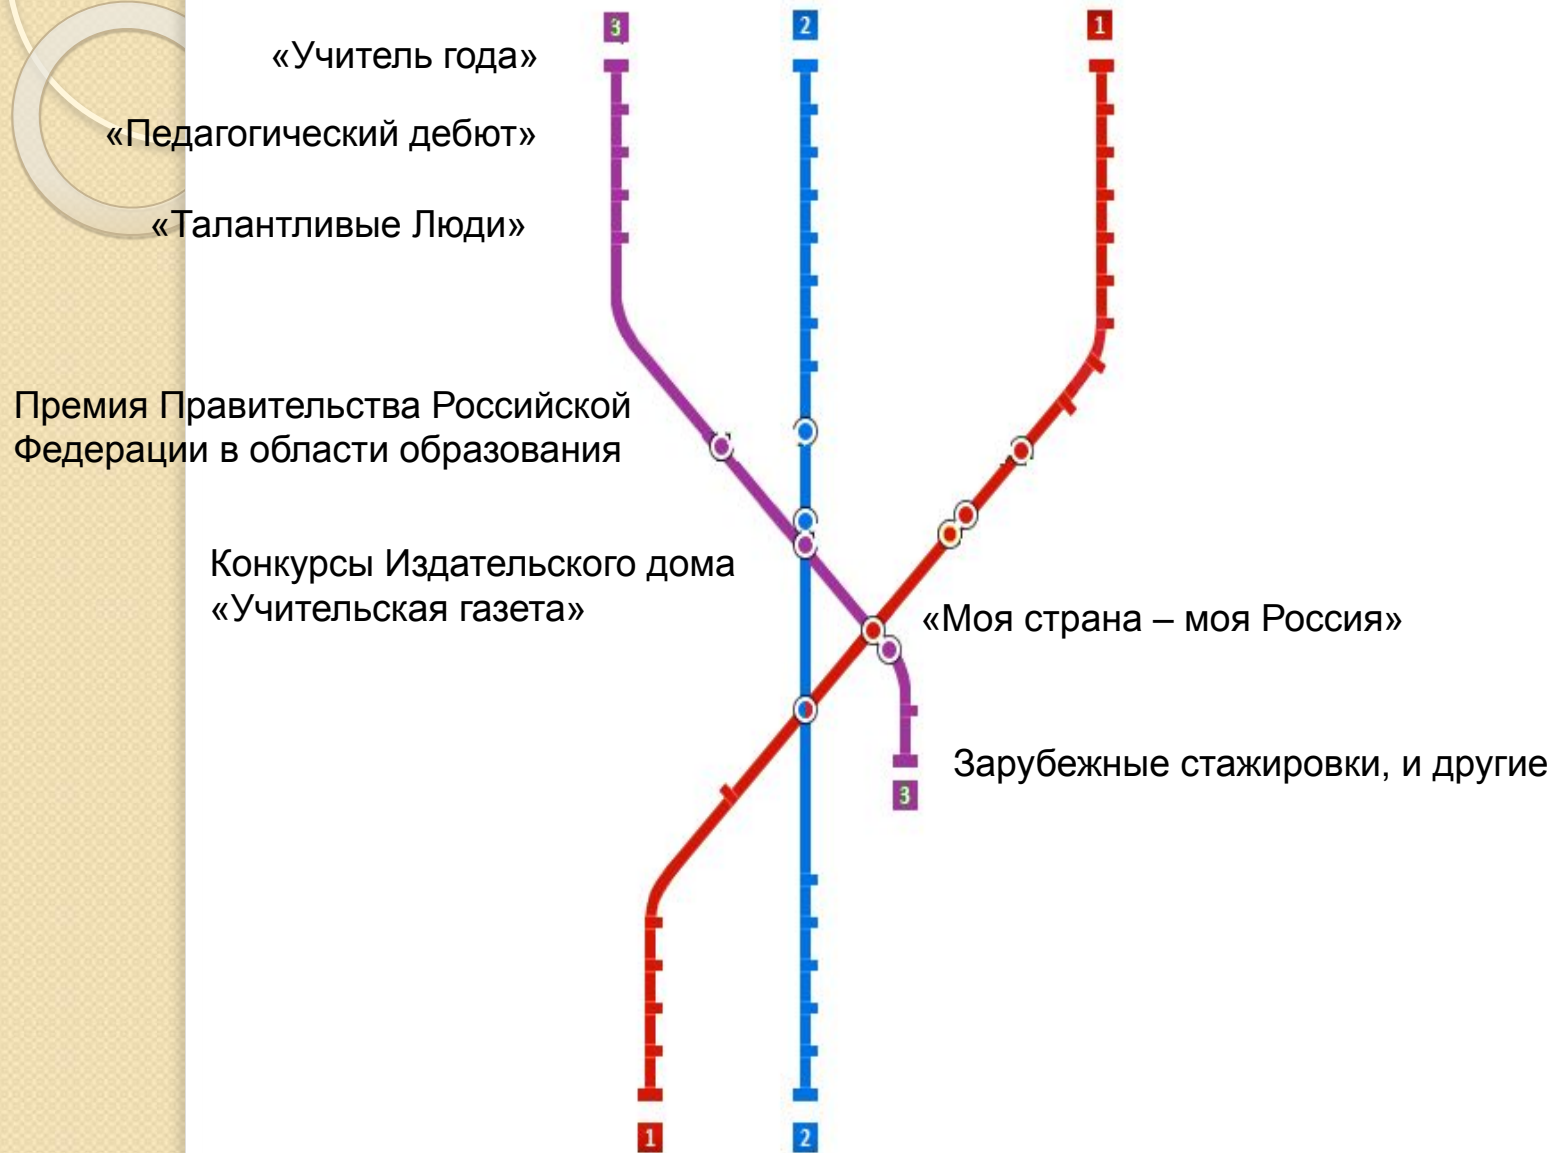 3
2
1
«Учитель года»
«Педагогический дебют»
«Талантливые Люди»
Премия Правительства Российской
Федерации в области образования
Конкурсы Издательского дома
«Учительская газета»
«Моя страна – моя Россия»
Зарубежные стажировки, и другие
3
1
2